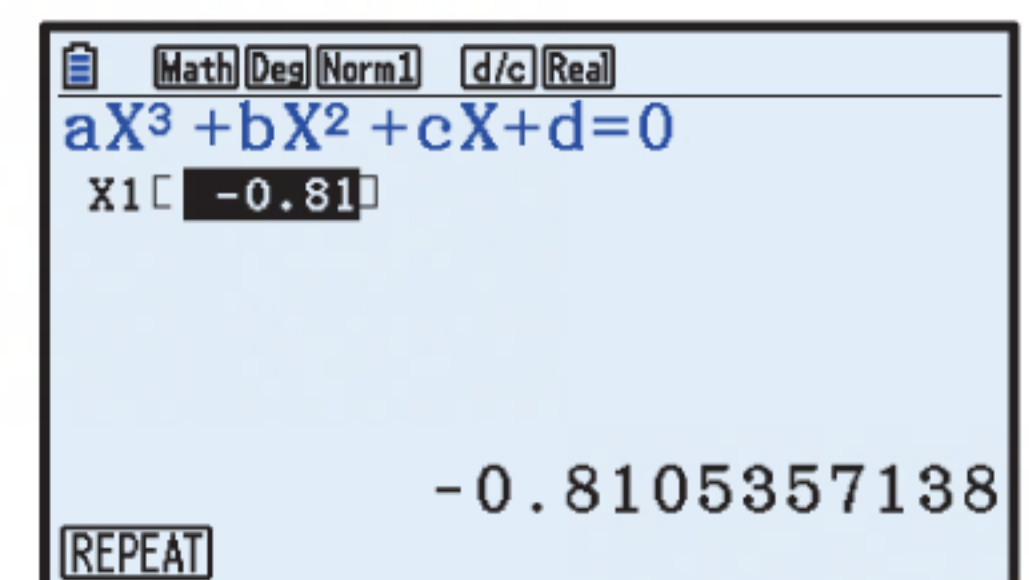 Math Deg Norm1 d/c Real
aX³+bX²+cX+d=0
X1[ -0.81]
-0.8105357138
REPEAT